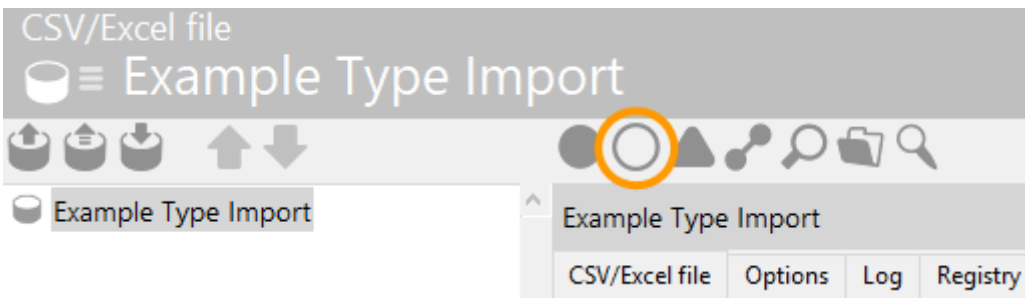 CSV/Excel file
Example Type Import
Example Type Import
Example Type Import
CSV/Excel file Options Log Registry